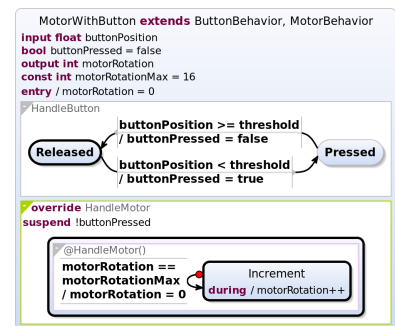 MotorWithButton extends ButtonBehavior, MotorBehavior
input float buttonPosition
bool buttonPressed = false
output int motorRotation
const int motorRotationMax = 16
entry / motorRotation = 0
- HandleButton
buttonPosition >= threshold
/ buttonPressed = false
Released
Pressed
buttonPosition < threshold
/ buttonPressed = true
- override HandleMotor
suspend !buttonPressed
- @HandleMotor()
motorRotation ==
motorRotationMax
/ motorRotation = 0
Increment
during / motorRotation++